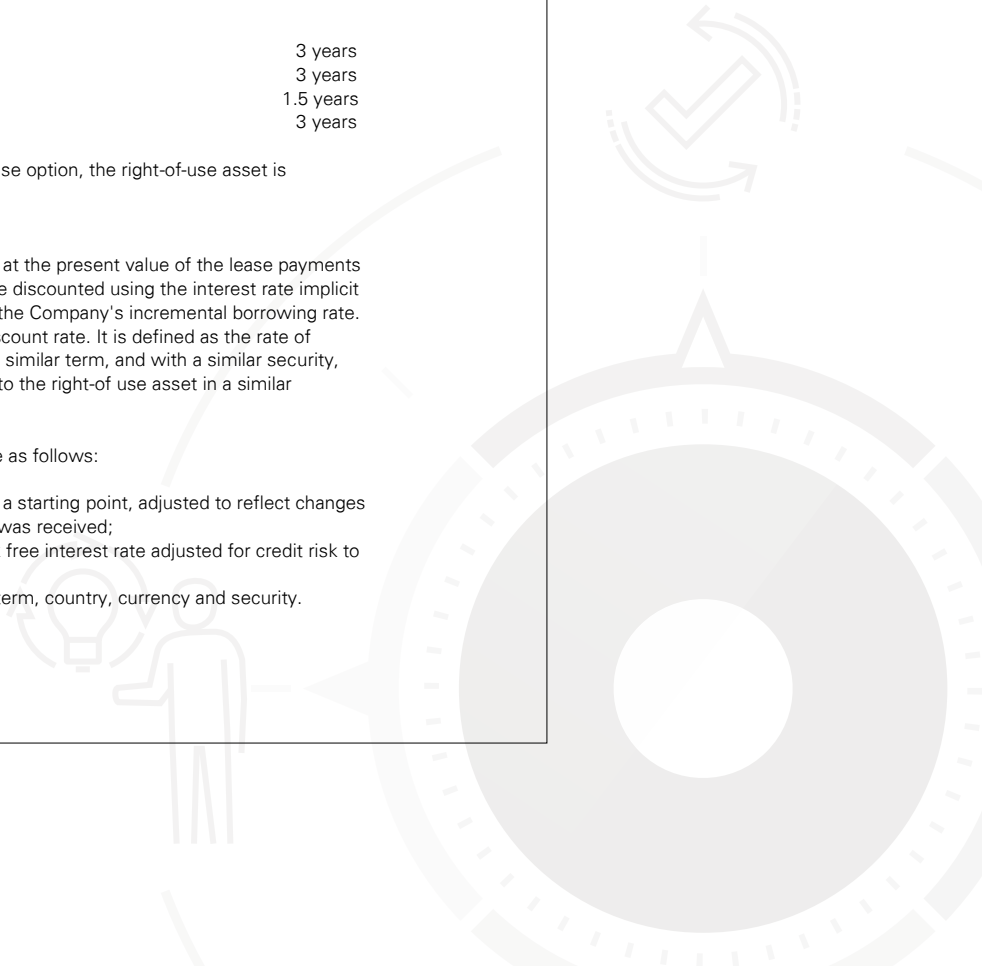 3 years
3 years
1.5 years
3 years
se option, the right-of-use asset is
at the present value of the lease payments
e discounted using the interest rate implicit
the Company's incremental borrowing rate.
count rate. It is defined as the rate of
similar term, and with a similar security,
to the right-of use asset in a similar
e as follows:
a starting point, adjusted to reflect changes
was received;
free interest rate adjusted for credit risk to
erm, country, currency and security.